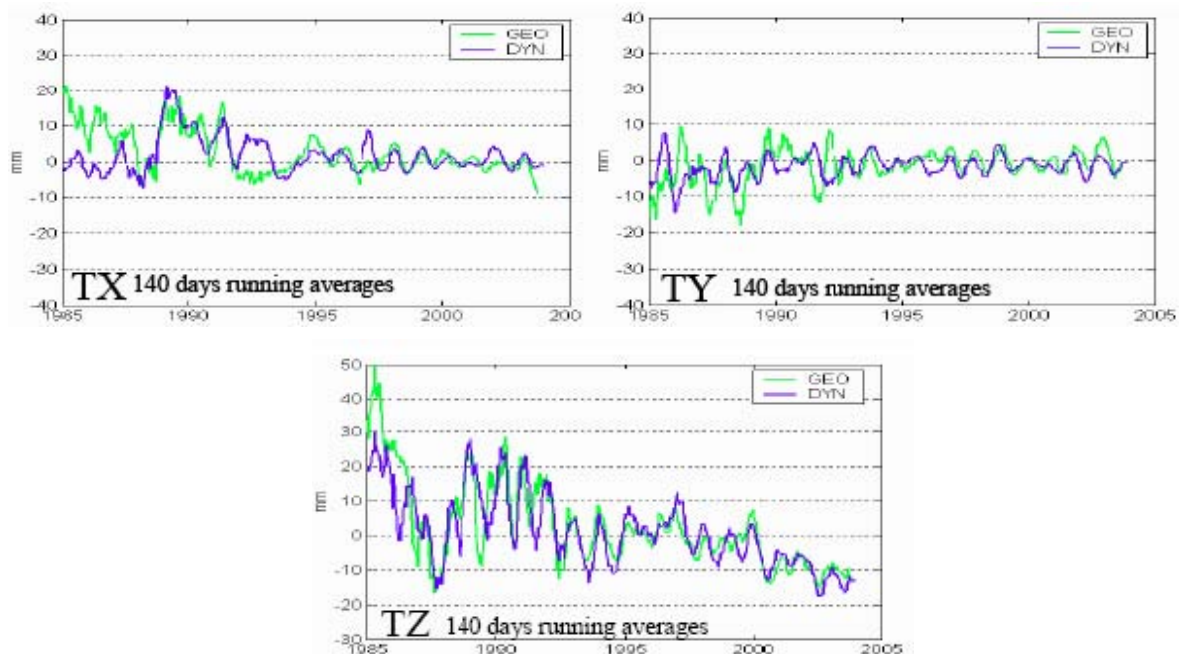 40
30
20
10
0
-10
-20
-30
-40
mm
GEO
DYN
TX 140 days running averages
1985 1990 1995 2000 200
40
30
20
10
0
-10
-20
-30
-40
mm
GEO
DYN
TY 140 days running averages
1985 1990 1995 2000 2005
50
40
30
20
10
0
-10
-20
-30
mm
GEO
DYN
TZ 140 days running averages
1985 1990 1995 2000 2005